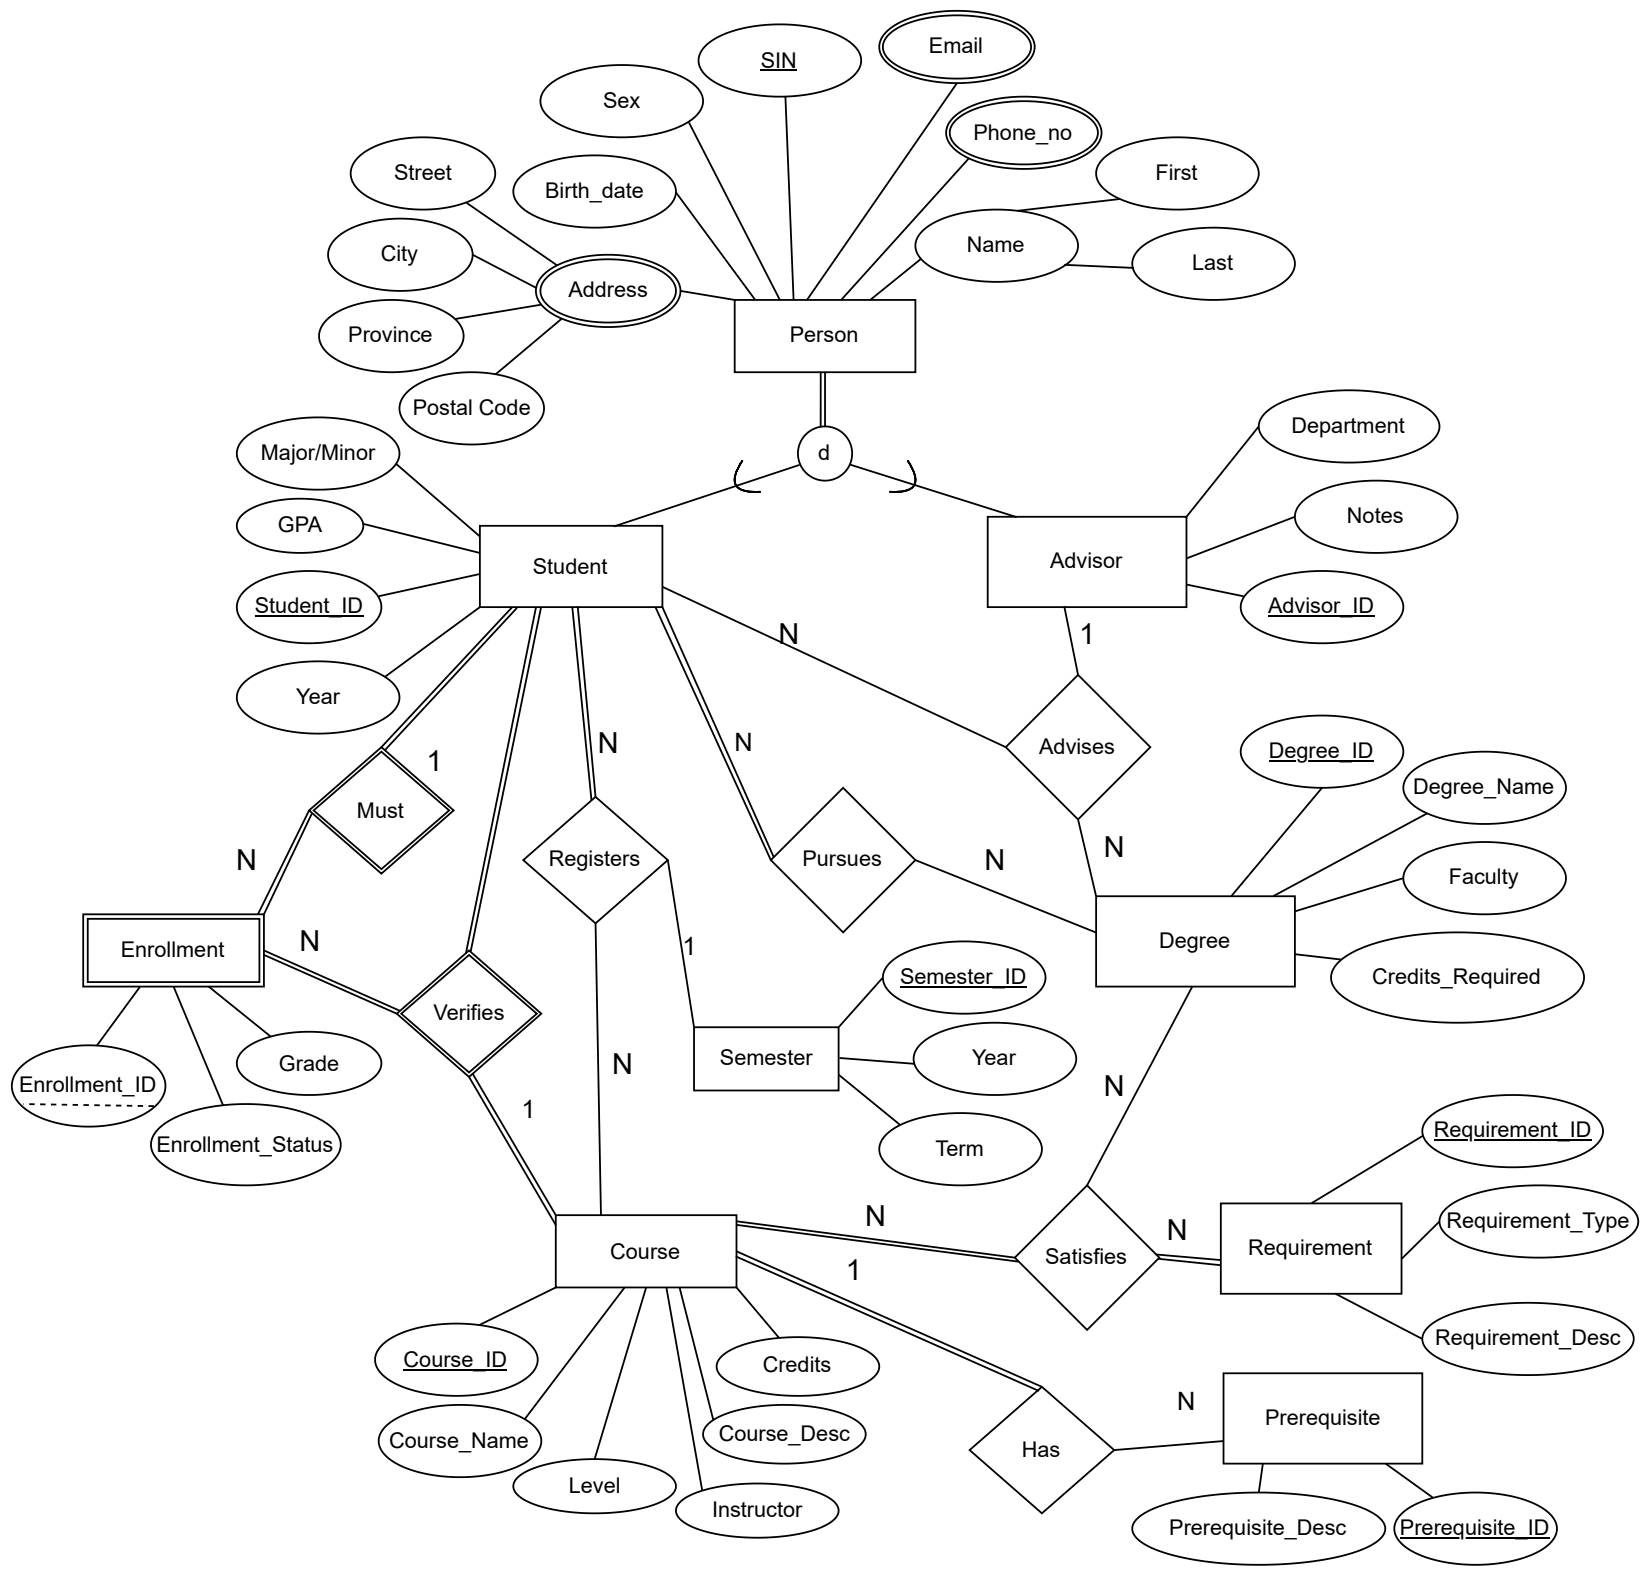 Email
SIN
Sex
Phone_no
Street
First
Birth_date
Name
City
Last
Address
Province
Person
Postal Code
Department
Major/Minor
d
Notes
GPA
Student
Advisor
Student_ID
Advisor_ID
N
1
Year
N
N
Advises
Degree_ID
1
Degree_Name
Must
N
N
Registers
Pursues
N
Faculty
N
Enrollment
1
Degree
Semester_ID
Credits_Required
Verifies
Semester
Year
Grade
N
Enrollment_ID
N
1
Requirement_ID
Enrollment_Status
Term
N
N
Requirement_Type
Course
Satisfies
Requirement
1
Requirement_Desc
Course_ID
Credits
N
Prerequisite
Course_Name
Course_Desc
Has
Level
Instructor
Prerequisite_Desc
Prerequisite_ID